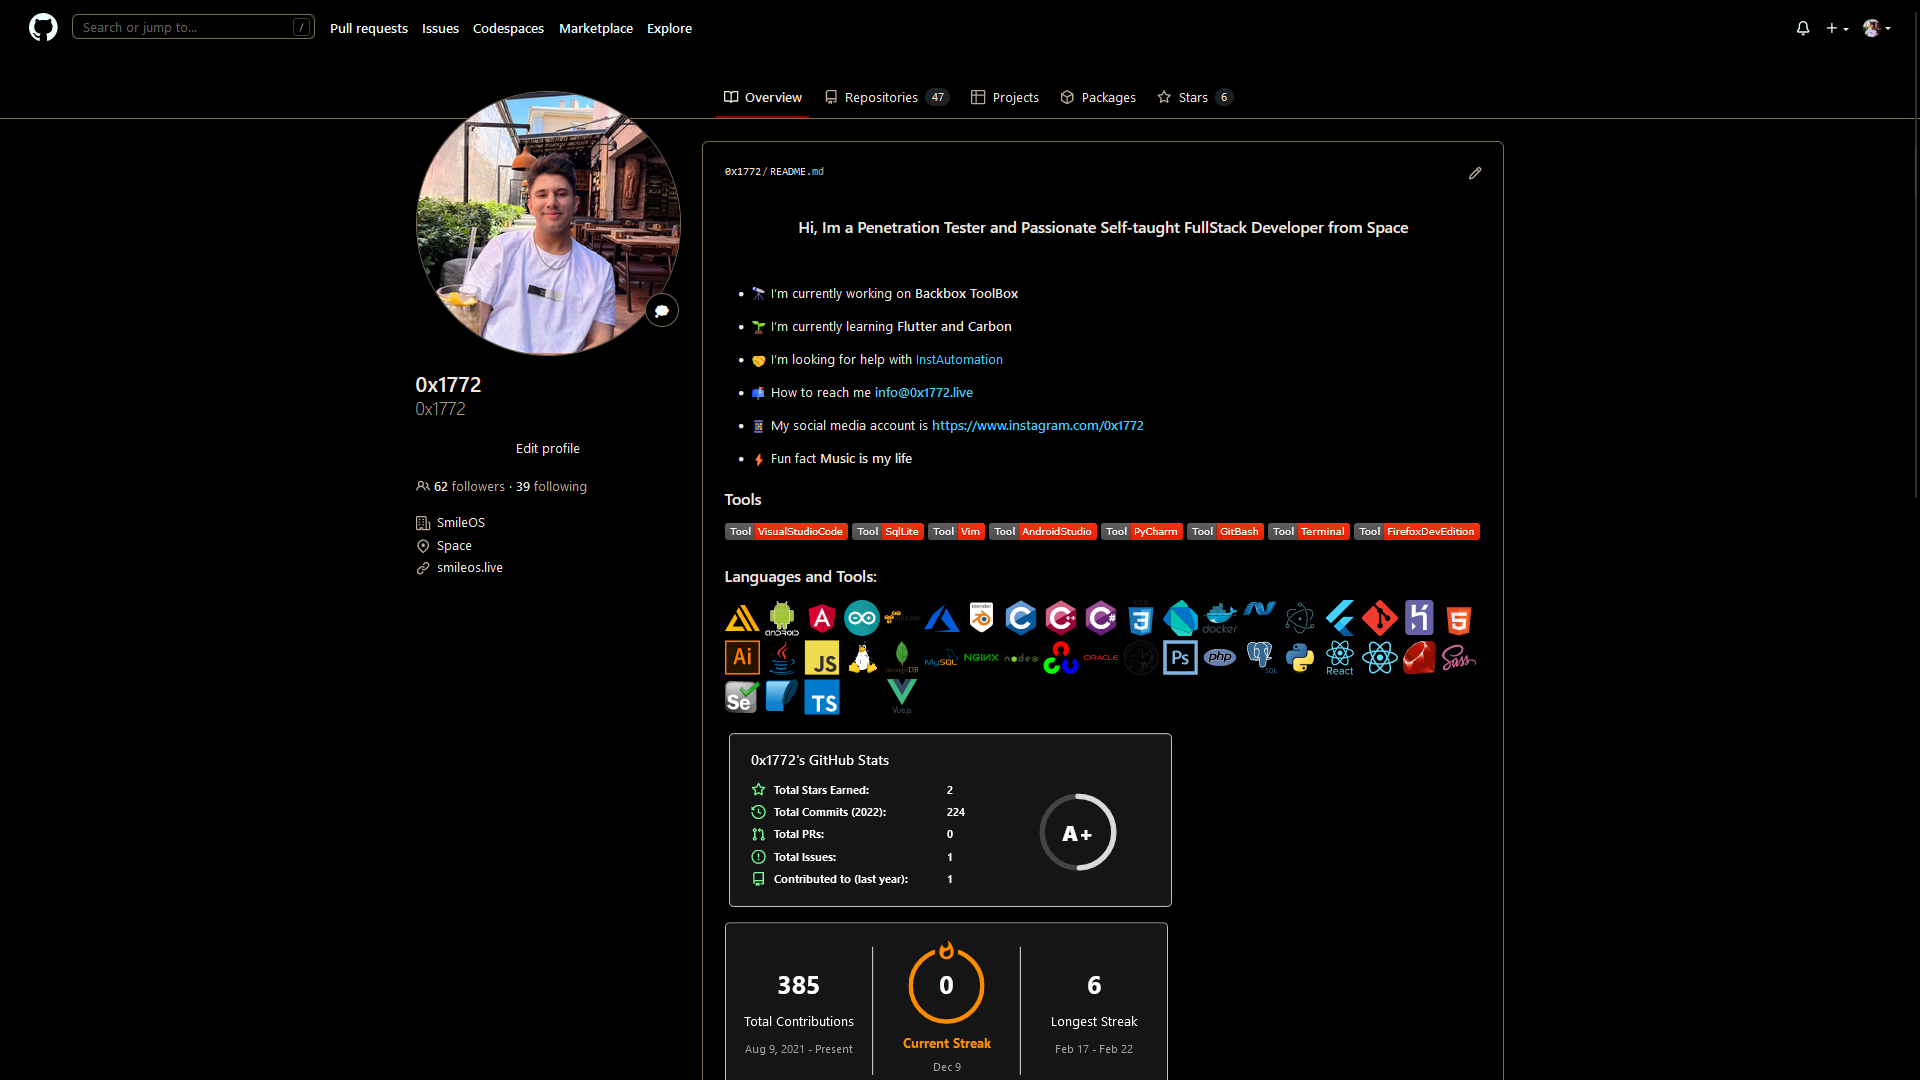 Search or jump to... /
Pull requests Issues Codespaces Marketplace Explore
Overview Repositories 47 Projects Packages Stars 6
0x1772/README.md
Hi, Im a Penetration Tester and Passionate Self-taught FullStack Developer from Space
🔭 I'm currently working on Backbox ToolBox
🌱 I'm currently learning Flutter and Carbon
🤝 I'm looking for help with InstAutomation
📫 How to reach me info@0x1772.live
My social media account is https://www.instagram.com/0x1772
⚡ Fun fact Music is my life
0x1772
0x1772
Edit profile
62 followers · 39 following
SmileOS
Space
smileos.live
Tools
Tool VisualStudioCode Tool SqlLite Tool Vim Tool AndroidStudio Tool PyCharm Tool GitBash Tool Terminal Tool FirefoxDevEdition
Languages and Tools:
ANDROID A blender C C++ C# CSS 3 docker 5
Ai JS mongoDB MySQL NGINX node ORACLE Ps php SQL React Sass
Se TS Vue.js
0x1772's GitHub Stats
Total Stars Earned: 2
Total Commits (2022): 224
Total PRs: 0
Total Issues: 1
Contributed to (last year): 1
A+
385
Total Contributions
Aug 9, 2021 - Present
0
Current Streak
Dec 9
6
Longest Streak
Feb 17 - Feb 22